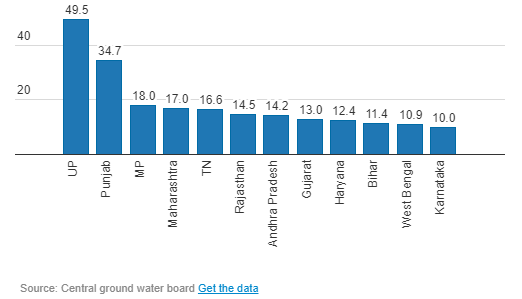 49.5
40
34.7
20
18.0
17.0
16.6
14.5
14.2
13.0
12.4
11.4
10.9
10.0
UP
Punjab
MP
Maharashtra
TN
Rajasthan
Andhra Pradesh
Gujarat
Haryana
Bihar
West Bengal
Karnataka
Source: Central ground water board Get the data